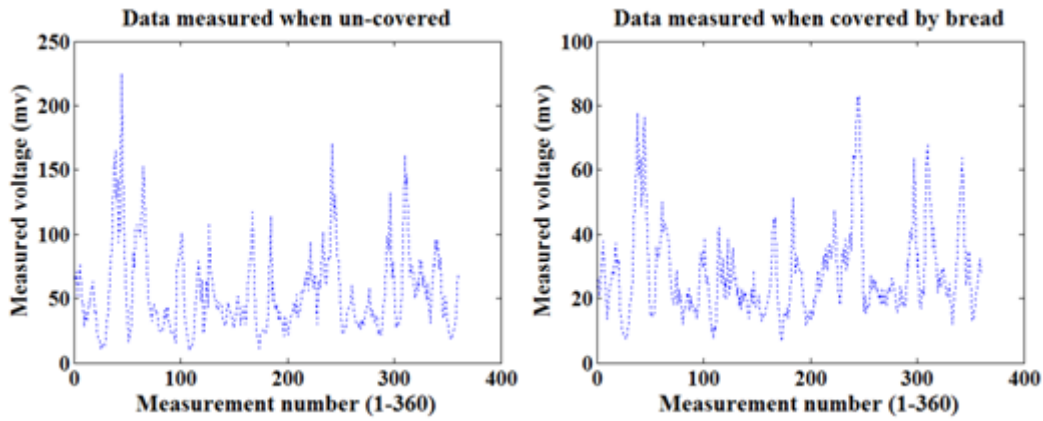 Data measured when un-covered
250
200
150
100
50
0
0 100 200 300 400
Measured voltage (mv)
Measurement number (1-360)
Data measured when covered by bread
100
80
60
40
20
0
0 100 200 300 400
Measured voltage (mv)
Measurement number (1-360)